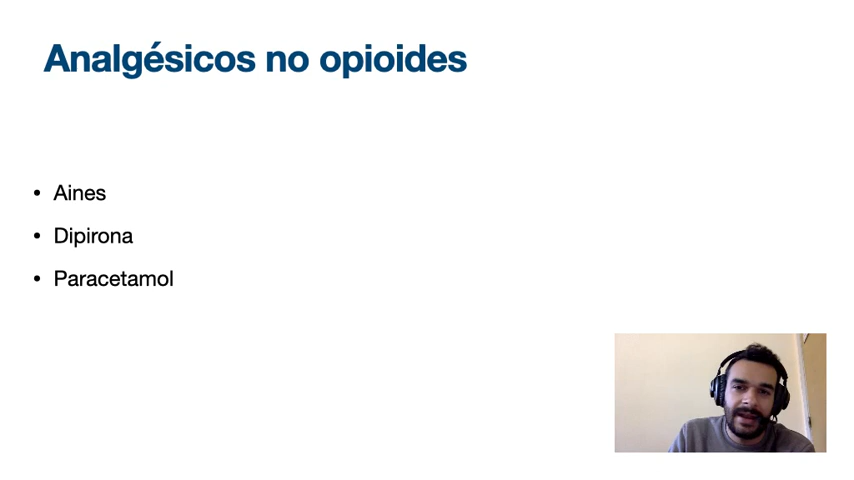 Analgésicos no opioides
• Aines
• Dipirona
• Paracetamol